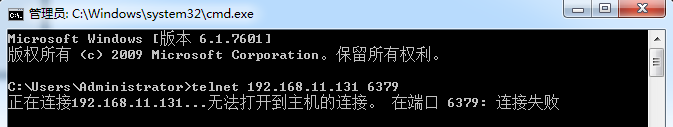 管理员: C:\Windows\system32\cmd.exe
Microsoft Windows [版本 6.1.7601]
版权所有 (c) 2009 Microsoft Corporation。保留所有权利。
C:\Users\Administrator>telnet 192.168.11.131 6379
正在连接192.168.11.131...无法打开到主机的连接。 在端口 6379: 连接失败